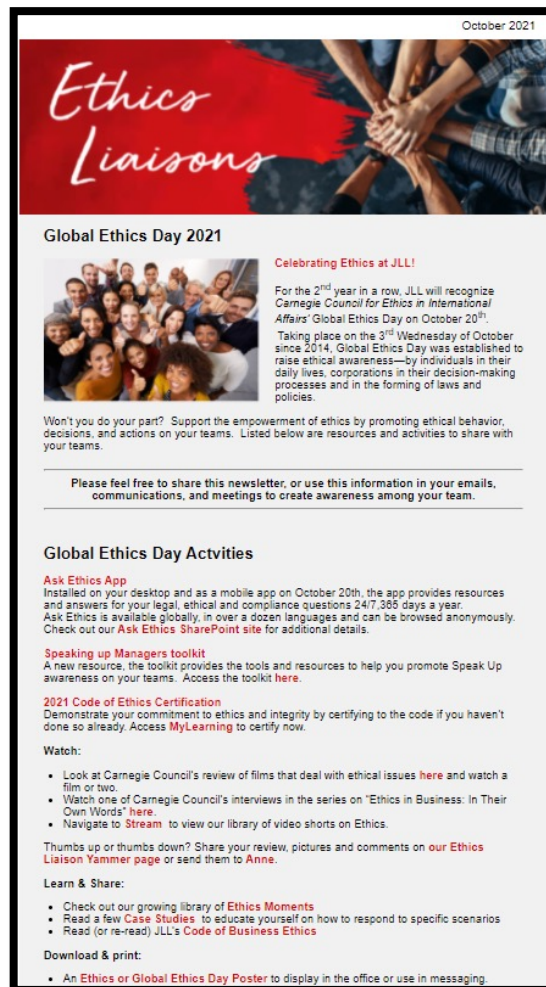 October 2021
Ethics
Liaisons
Global Ethics Day 2021
Celebrating Ethics at JLL!
For the 2nd year in a row, JLL will recognize
Carnegie Council for Ethics in International
Affairs' Global Ethics Day on October 20th.
Taking place on the 3rd Wednesday of October
since 2014, Global Ethics Day was established to
raise ethical awareness—by individuals in their
daily lives, corporations in their decision-making
processes and in the forming of laws and
policies.
Won't you do your part?  Support the empowerment of ethics by promoting ethical behavior,
decisions, and actions on your teams.  Listed below are resources and activities to share with
your teams.
Please feel free to share this newsletter, or use this information in your emails,
communications, and meetings to create awareness among your team.
Global Ethics Day Actvities
Ask Ethics App
Installed on your desktop and as a mobile app on October 20th, the app provides resources
and answers for your legal, ethical and compliance questions 24/7,365 days a year.
Ask Ethics is available globally, in over a dozen languages and can be browsed anonymously.
Check out our Ask Ethics SharePoint site for additional details.
Speaking up Managers toolkit
A new resource, the toolkit provides the tools and resources to help you promote Speak Up
awareness on your teams.  Access the toolkit here.
2021 Code of Ethics Certification
Demonstrate your commitment to ethics and integrity by certifying to the code if you haven't
done so already. Access MyLearning to certify now.
Watch:
• Look at Carnegie Council's review of films that deal with ethical issues here and watch a
film or two.
• Watch one of Carnegie Council's interviews in the series on "Ethics in Business: In Their
Own Words" here.
• Navigate to Stream to view our library of video shorts on Ethics.
Thumbs up or thumbs down? Share your review, pictures and comments on our Ethics
Liaison Yammer page or send them to Anne.
Learn & Share:
• Check out our growing library of Ethics Moments
• Read a few Case Studies to educate yourself on how to respond to specific scenarios
• Read (or re-read) JLL's Code of Business Ethics
Download & print:
• An Ethics or Global Ethics Day Poster to display in the office or use in messaging.